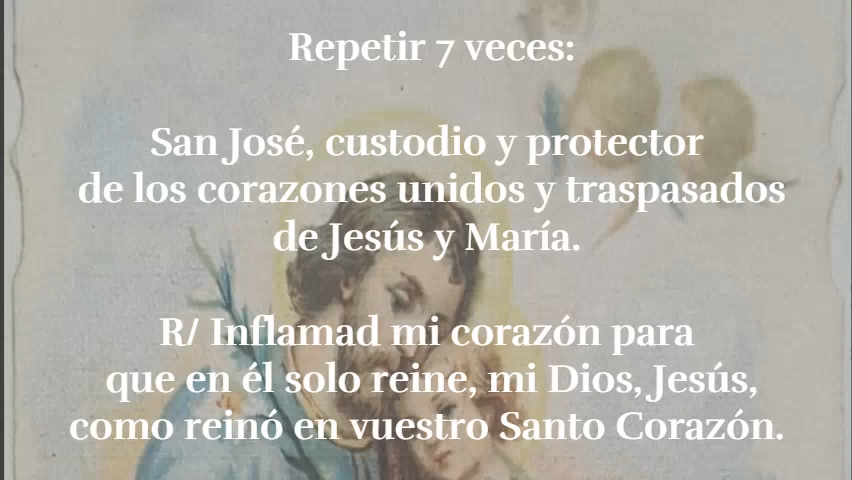 Repetir 7 veces:
San José, custodio y protector
de los corazones unidos y traspasados
de Jesús y María.
R/ Inflamad mi corazón para
que en él solo reine, mi Dios, Jesús,
como reinó en vuestro Santo Corazón.